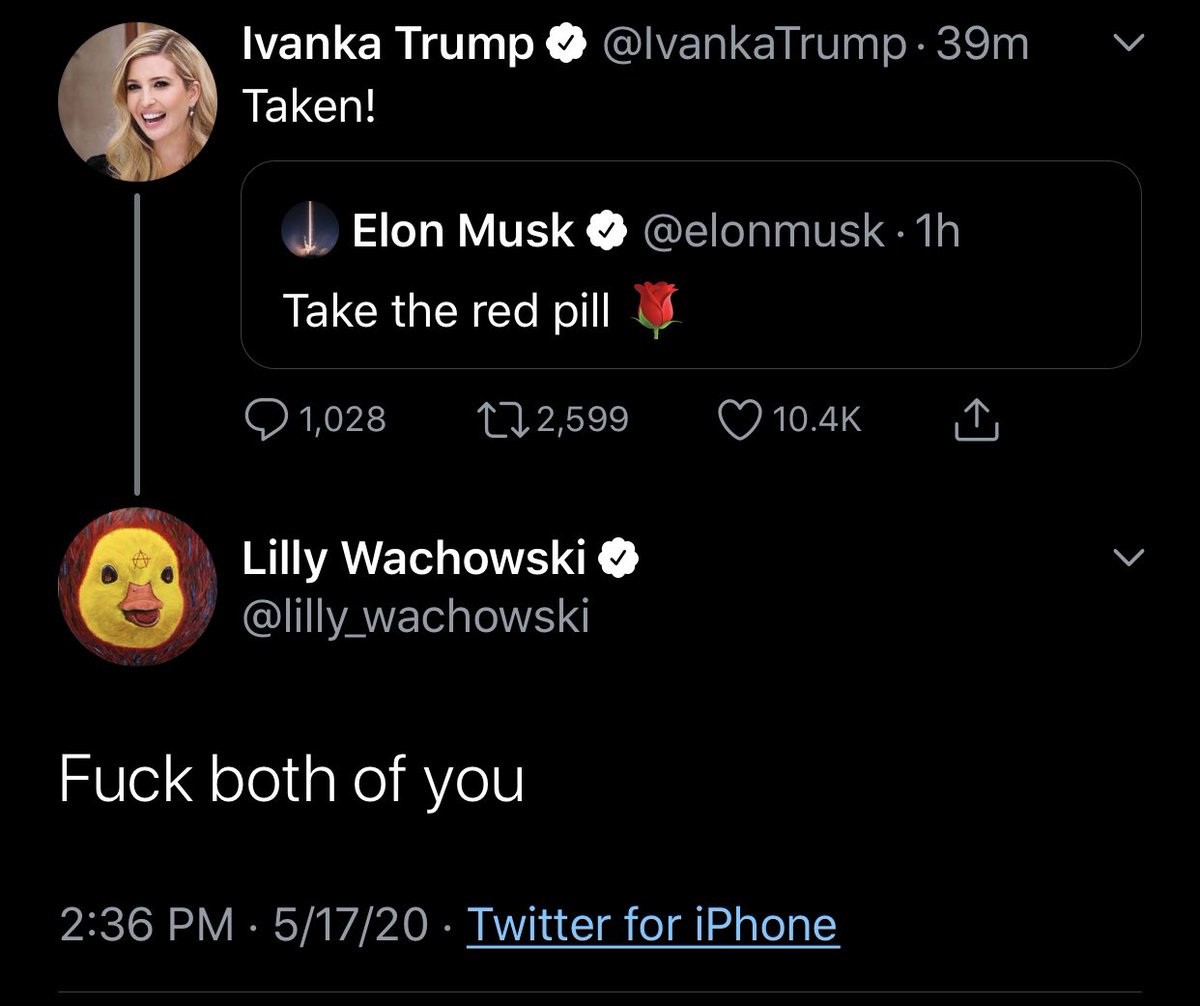 Ivanka Trump @IvankaTrump · 39m
Taken!
Elon Musk @elonmusk · 1h
Take the red pill 🌹
1,028 2,599 10.4K
Lilly Wachowski
@lilly_wachowski
Fuck both of you
2:36 PM · 5/17/20 · Twitter for iPhone